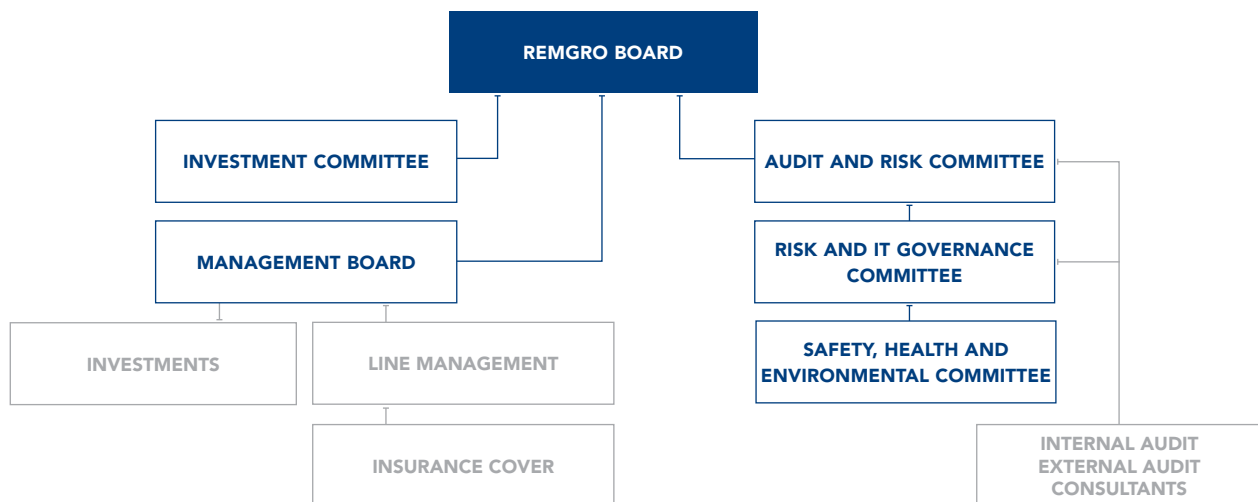 REMGRO BOARD
INVESTMENT COMMITTEE
AUDIT AND RISK COMMITTEE
MANAGEMENT BOARD
RISK AND IT GOVERNANCE
COMMITTEE
INVESTMENTS
LINE MANAGEMENT
SAFETY, HEALTH AND
ENVIRONMENTAL COMMITTEE
INSURANCE COVER
INTERNAL AUDIT
EXTERNAL AUDIT
CONSULTANTS